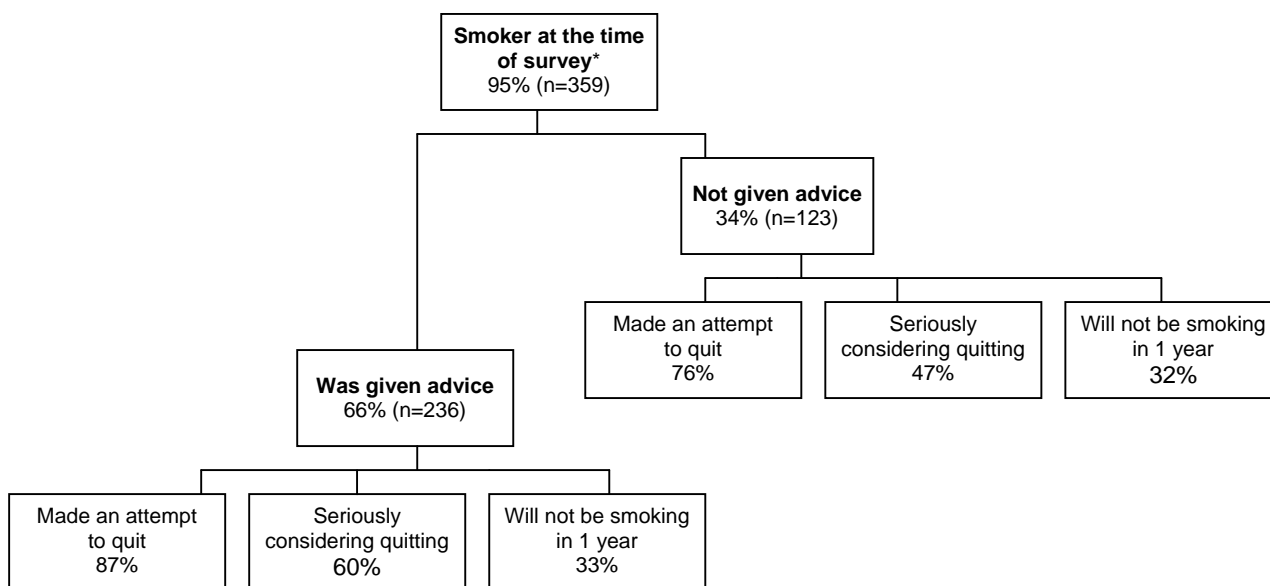 Smoker at the time
of survey*
95% (n=359)
Not given advice
34% (n=123)
Made an attempt
to quit
76%
Seriously
considering quitting
47%
Will not be smoking
in 1 year
32%
Was given advice
66% (n=236)
Made an attempt
to quit
87%
Seriously
considering quitting
60%
Will not be smoking
in 1 year
33%